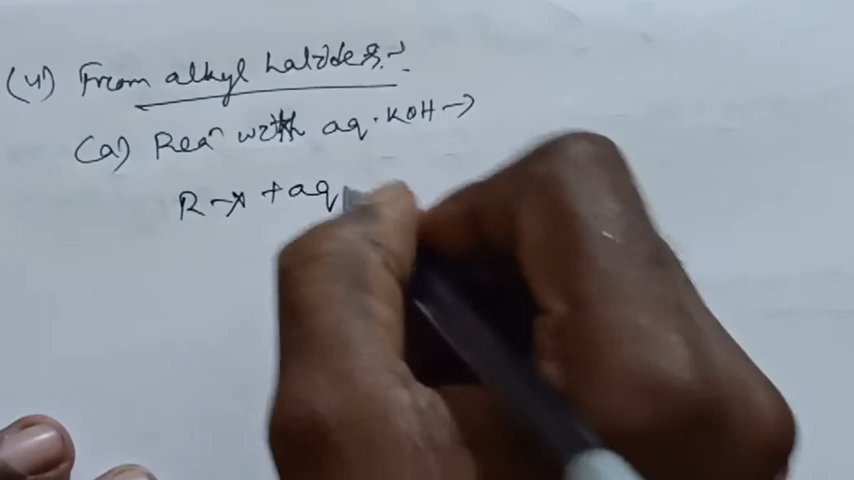 (4) From alkyl halides:-
(a) Rea^n with aq. KOH →
R-X + aq